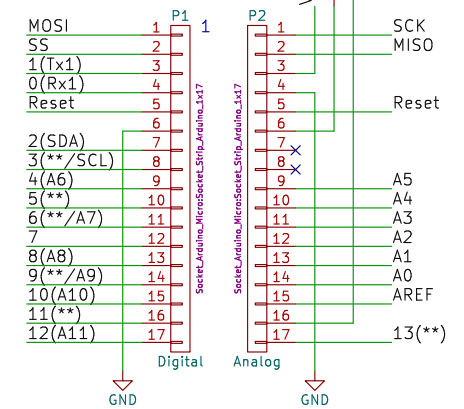 P1
1
P2
MOSI
1
1
SCK
SS
2
2
MISO
1(Tx1)
3
3
0(Rx1)
4
4
Reset
5
5
Reset
6
6
2(SDA)
7
7
3(**/SCL)
8
8
4(A6)
9
9
A5
5(**)
10
10
A4
6(**/A7)
11
11
A3
7
12
12
A2
8(A8)
13
13
A1
9(**/A9)
14
14
A0
10(A10)
15
15
AREF
11(**)
16
16
12(A11)
17
17
13(**)
Socket_Arduino_Micro:Socket_Strip_Arduino_1x17
Socket_Arduino_Micro:Socket_Strip_Arduino_1x17
Digital
Analog
GND
GND